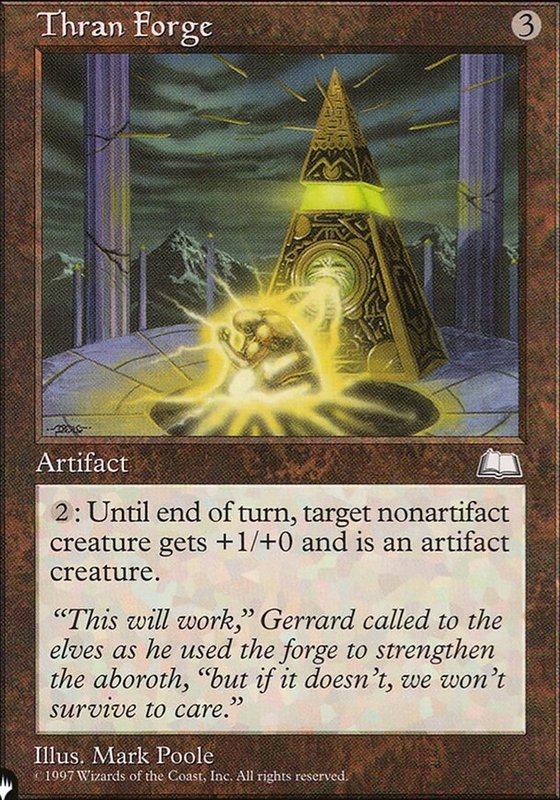 Thran Forge 3
Artifact
2: Until end of turn, target nonartifact
creature gets +1/+0 and is an artifact
creature.
“This will work,” Gerrard called to the
elves as he used the forge to strengthen
the aboroth, “but if it doesn’t, we won’t
survive to care.”
Illus. Mark Poole
©1997 Wizards of the Coast, Inc. All rights reserved.